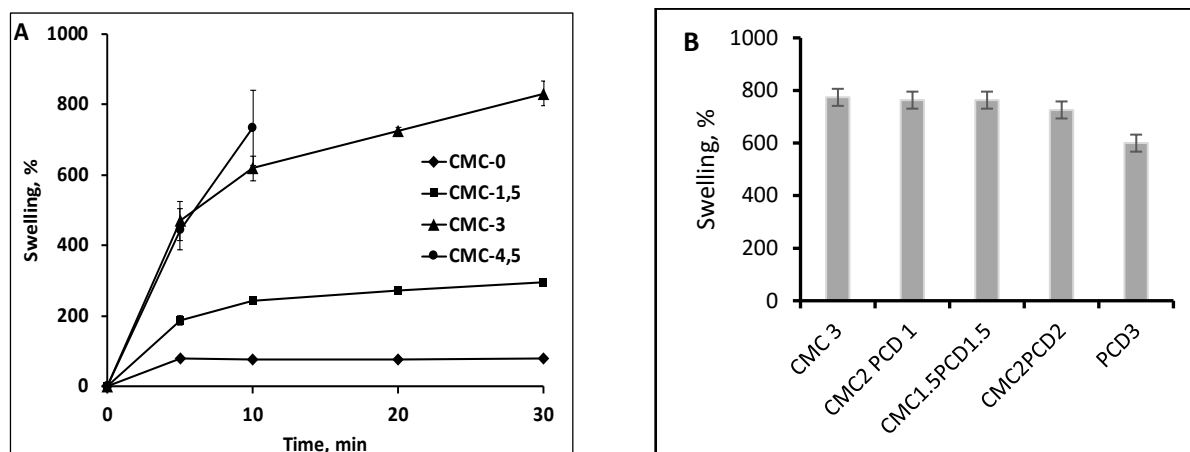 A
Swelling, %
1000
800
600
400
200
0
0 10 20 30
Time, min
CMC-0
CMC-1,5
CMC-3
CMC-4,5
B
Swelling, %
1000
800
600
400
200
0
CMC 3
CMC2 PCD 1
CMC1.5PCD1.5
CMC2PCD2
PCD3